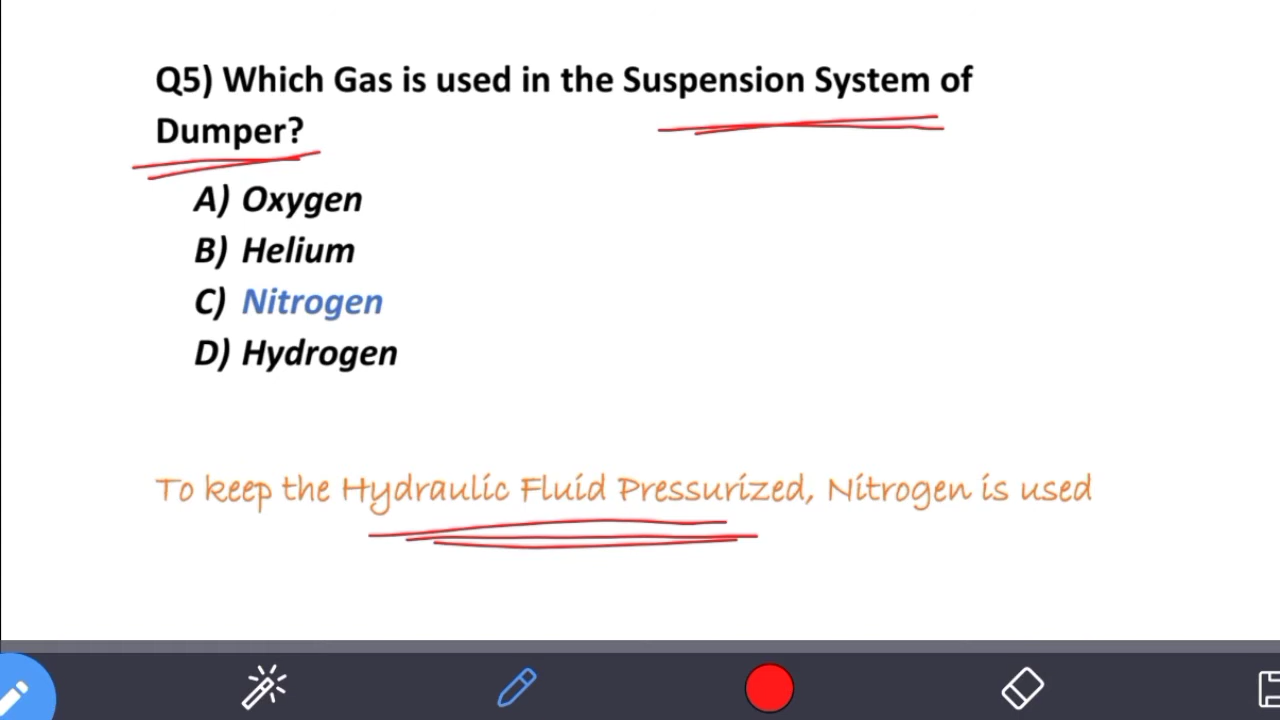 Q5) Which Gas is used in the Suspension System of
Dumper?
A) Oxygen
B) Helium
C) Nitrogen
D) Hydrogen
To keep the Hydraulic Fluid Pressurized, Nitrogen is used